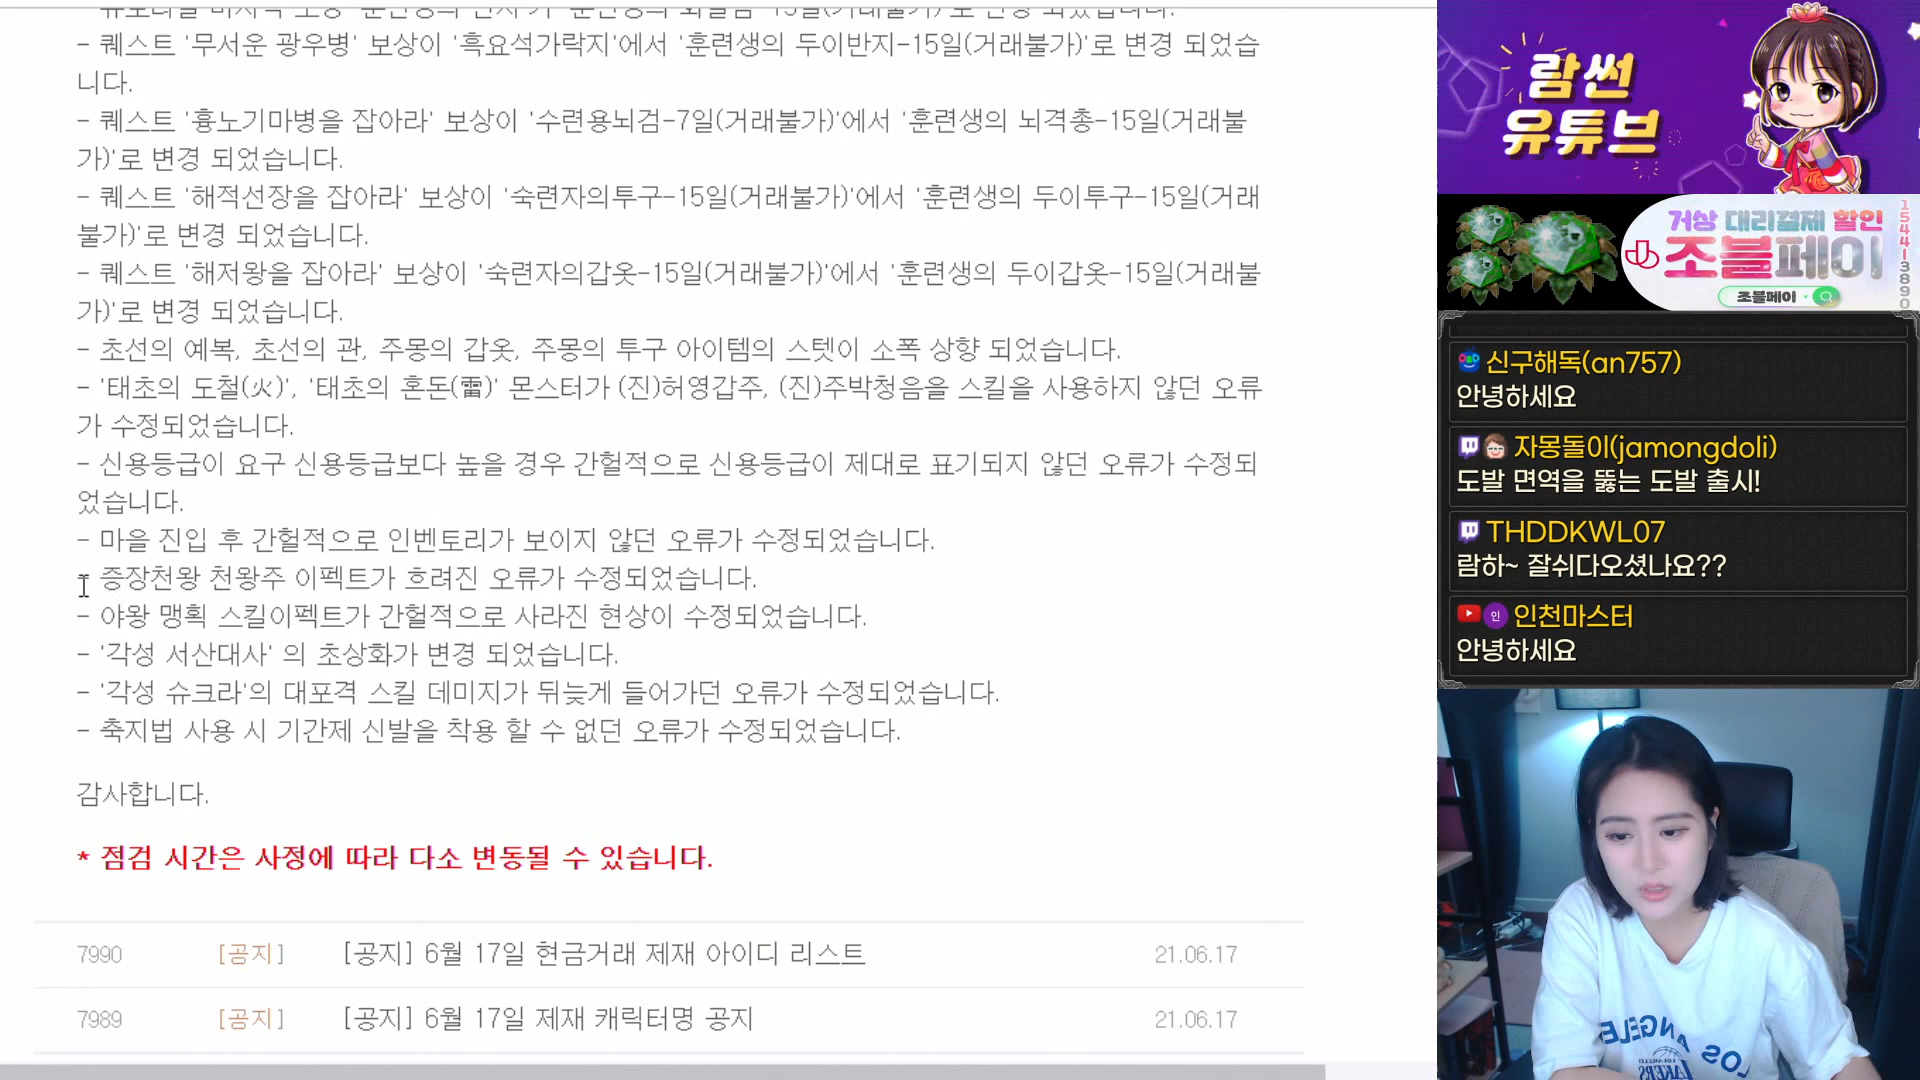 - 퀘스트 '무서운 광우병' 보상이 '흑요석가락지'에서 '훈련생의 두이반지-15일(거래불가)'로 변경 되었습
니다.
- 퀘스트 '흉노기마병을 잡아라' 보상이 '수련용뇌검-7일(거래불가)'에서 '훈련생의 뇌격총-15일(거래불
가)'로 변경 되었습니다.
- 퀘스트 '해적선장을 잡아라' 보상이 '숙련자의투구-15일(거래불가)'에서 '훈련생의 두이투구-15일(거래
불가)'로 변경 되었습니다.
- 퀘스트 '해저왕을 잡아라' 보상이 '숙련자의갑옷-15일(거래불가)'에서 '훈련생의 두이갑옷-15일(거래불
가)'로 변경 되었습니다.
- 초선의 예복, 초선의 관, 주몽의 갑옷, 주몽의 투구 아이템의 스텟이 소폭 상향 되었습니다.
- '태초의 도철(火)', '태초의 혼돈(雷)' 몬스터가 (진)허영갑주, (진)주박청음을 스킬을 사용하지 않던 오류
가 수정되었습니다.
- 신용등급이 요구 신용등급보다 높을 경우 간헐적으로 신용등급이 제대로 표기되지 않던 오류가 수정되
었습니다.
- 마을 진입 후 간헐적으로 인벤토리가 보이지 않던 오류가 수정되었습니다.
- 증장천왕 천왕주 이펙트가 흐려진 오류가 수정되었습니다.
- 야왕 맹획 스킬이펙트가 간헐적으로 사라진 현상이 수정되었습니다.
- '각성 서산대사' 의 초상화가 변경 되었습니다.
- '각성 슈크라'의 대포격 스킬 데미지가 뒤늦게 들어가던 오류가 수정되었습니다.
- 축지법 사용 시 기간제 신발을 착용 할 수 없던 오류가 수정되었습니다.
감사합니다.
* 점검 시간은 사정에 따라 다소 변동될 수 있습니다.
7990 [공지] [공지] 6월 17일 현금거래 제재 아이디 리스트 21.06.17
7989 [공지] [공지] 6월 17일 제재 캐릭터명 공지 21.06.17
람썬
유튜브
거상 대리결제 할인
조블페이
조블페이
1544-3890
신구해독(an757)
안녕하세요
자몽돌이(jamongdoli)
도발 면역을 뚫는 도발 출시!
THDDKWL07
람하~ 잘쉬다오셨나요??
인 인천마스터
안녕하세요
LOS ANGELES
LAKERS